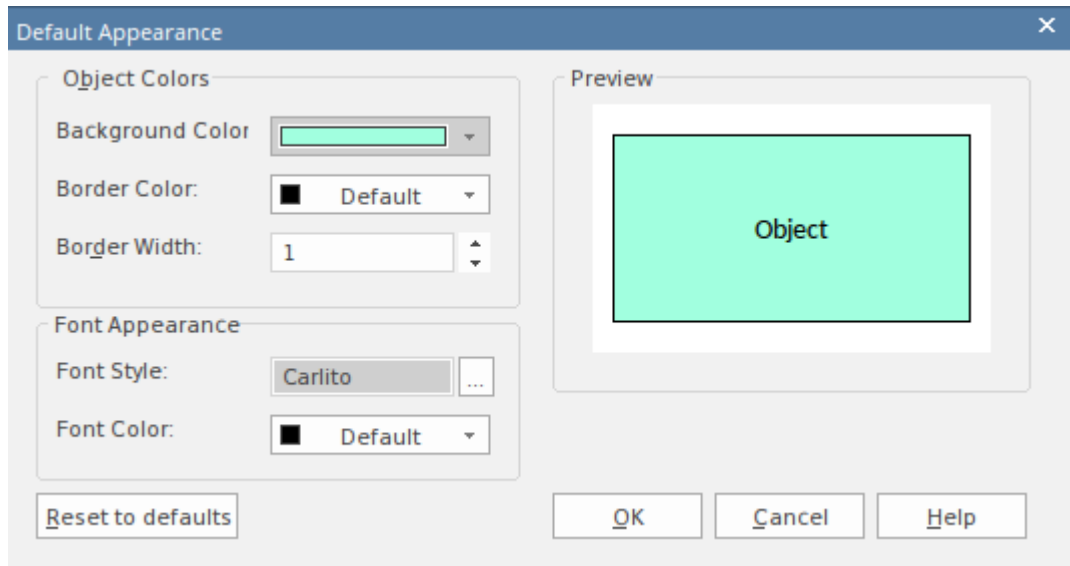 Default Appearance
Object Colors
Background Color
Border Color:
Default
Border Width:
1
Font Appearance
Font Style:
Carlito
...
Font Color:
Default
Preview
Object
Reset to defaults
OK
Cancel
Help